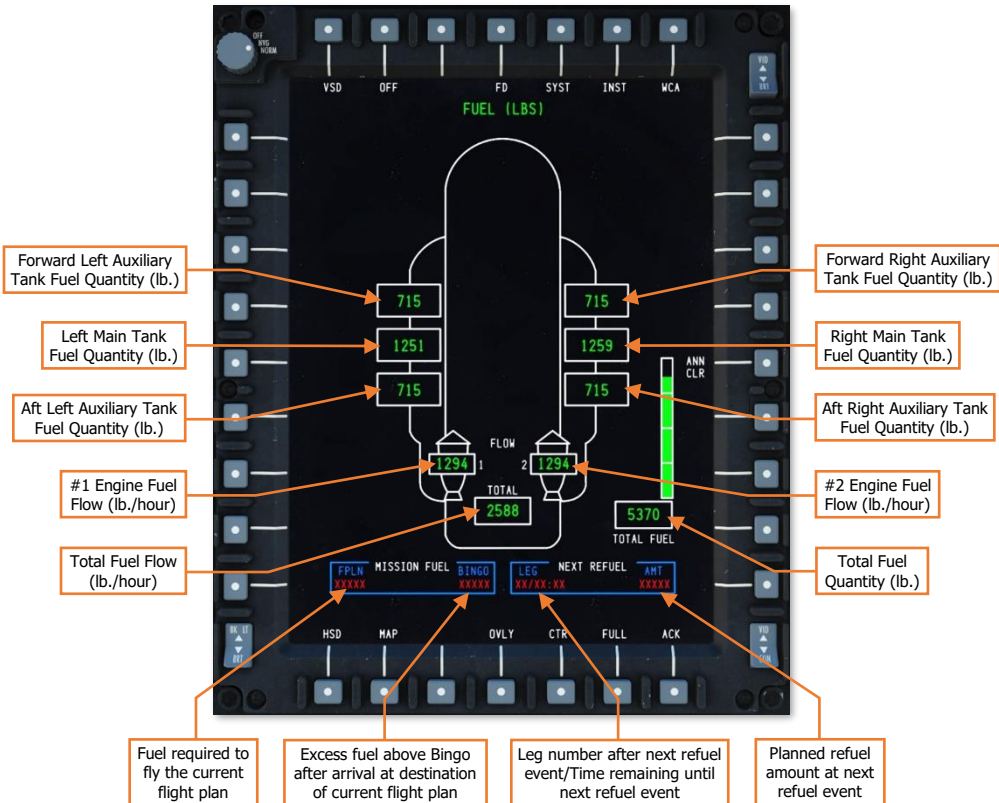 OFF
NVG
NORM
VSD
OFF
FD
SYST
INST
WCA
VID
BRT
FUEL (LBS)
Forward Left Auxiliary
Tank Fuel Quantity (lb.)
715
715
Forward Right Auxiliary
Tank Fuel Quantity (lb.)
Left Main Tank
Fuel Quantity (lb.)
1251
1259
Right Main Tank
Fuel Quantity (lb.)
ANN
CLR
Aft Left Auxiliary Tank
Fuel Quantity (lb.)
715
715
Aft Right Auxiliary Tank
Fuel Quantity (lb.)
FLOW
1294 1
2 1294
#1 Engine Fuel
Flow (lb./hour)
#2 Engine Fuel
Flow (lb./hour)
TOTAL
2588
5370
TOTAL FUEL
Total Fuel Flow
(lb./hour)
Total Fuel
Quantity (lb.)
FPLN MISSION FUEL BINGO
XXXXX XXXXX
LEG NEXT REFUEL AMT
XX/XX:XX XXXXX
BK LT
BRT
HSD
MAP
OVLY
CTR
FULL
ACK
VID
CON
Fuel required to
fly the current
flight plan
Excess fuel above Bingo
after arrival at destination
of current flight plan
Leg number after next refuel
event/Time remaining until
next refuel event
Planned refuel
amount at next
refuel event